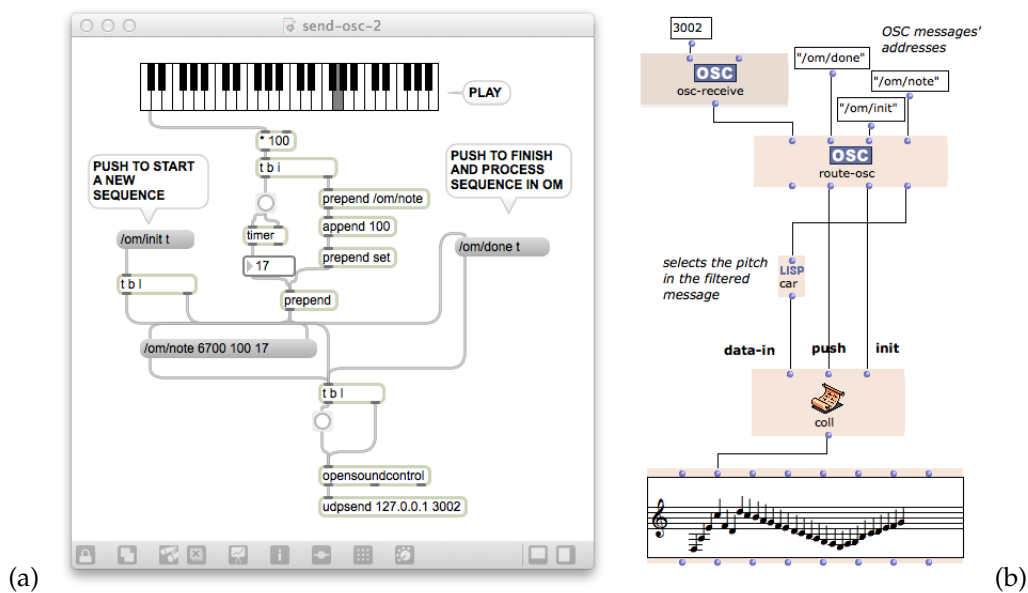 send-osc-2
PLAY
* 100
t b i
PUSH TO START
A NEW
SEQUENCE
PUSH TO FINISH
AND PROCESS
SEQUENCE IN OM
prepend /om/note
append 100
timer
prepend set
17
/om/init t
/om/done t
t b l
prepend
/om/note 6700 100 17
t b l
opensoundcontrol
udpsend 127.0.0.1 3002
(a)
3002
OSC messages'
addresses
"/om/done"
"/om/note"
"/om/init"
OSC
osc-receive
OSC
route-osc
selects the pitch
in the filtered
message
LISP
car
data-in push init
coll
(b)